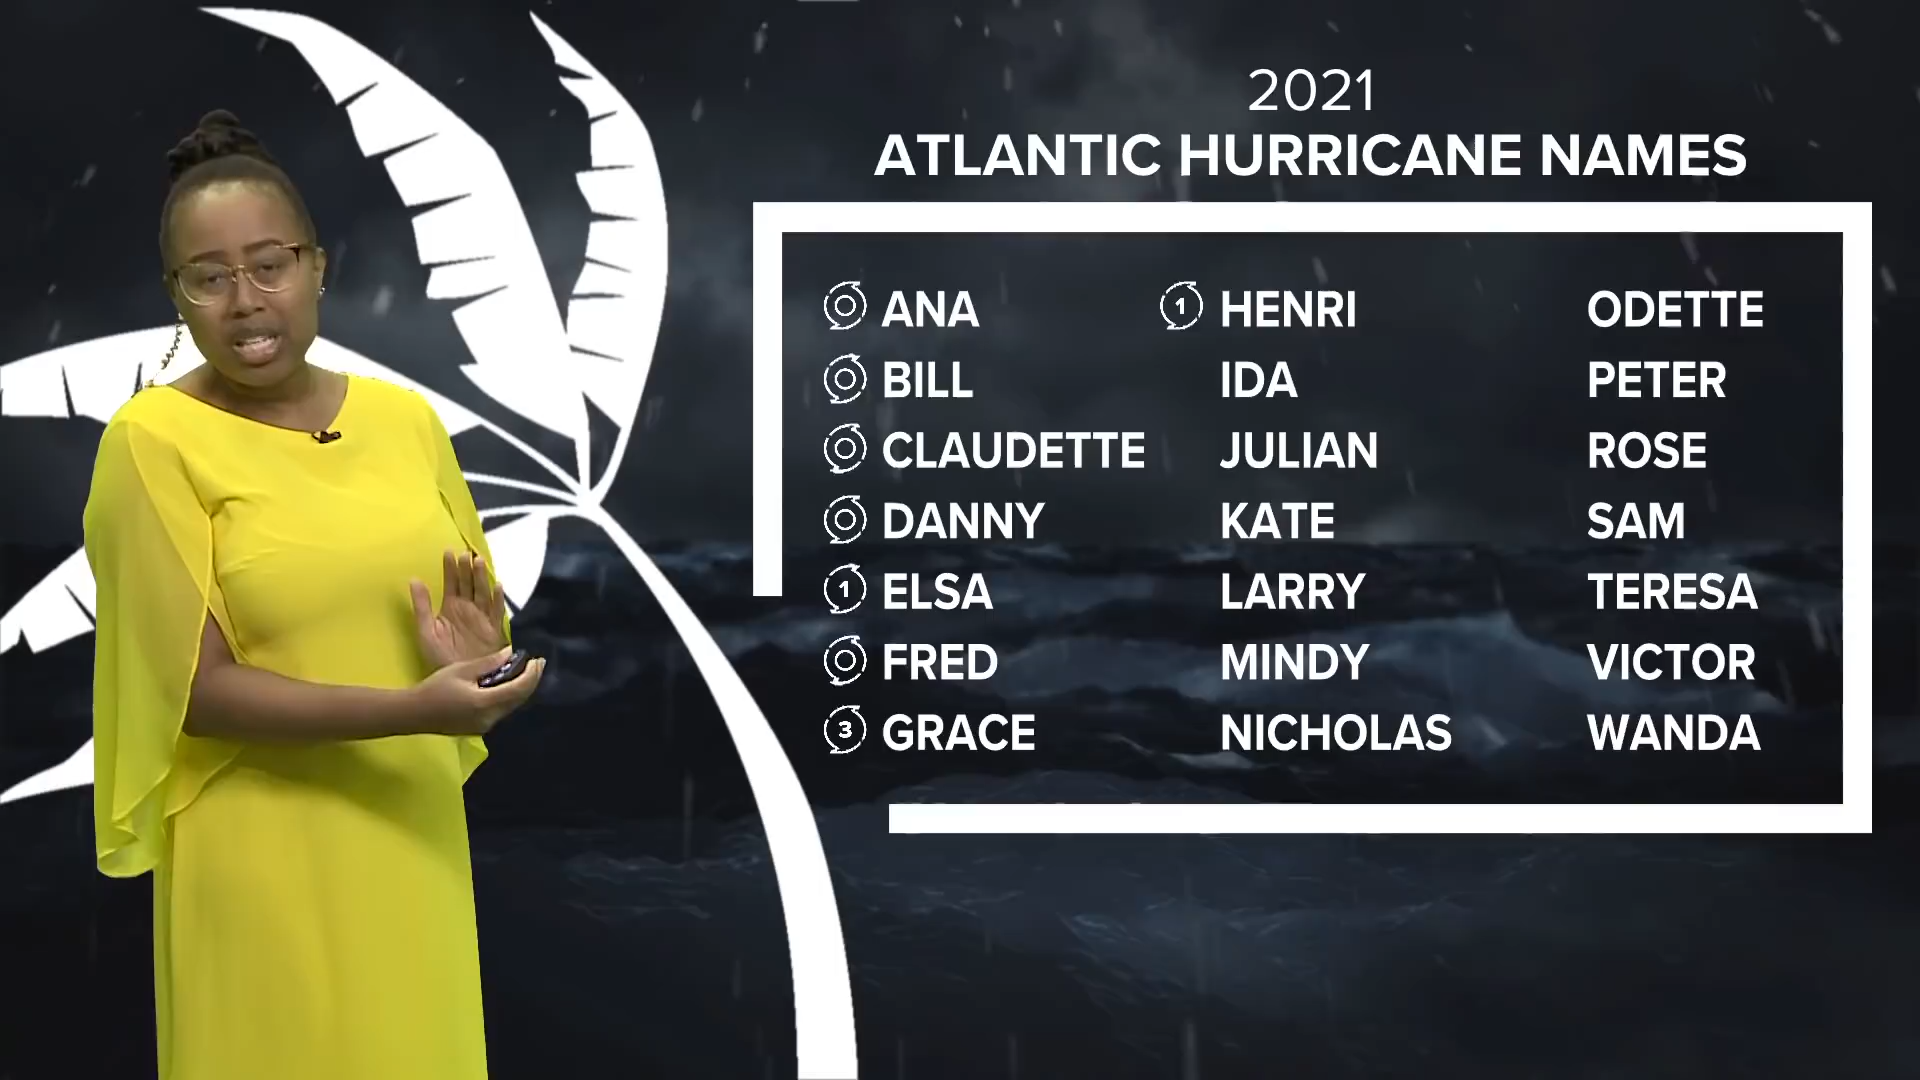 2021
ATLANTIC HURRICANE NAMES
ANA
BILL
CLAUDETTE
DANNY
1 ELSA
FRED
3 GRACE
1 HENRI
IDA
JULIAN
KATE
LARRY
MINDY
NICHOLAS
ODETTE
PETER
ROSE
SAM
TERESA
VICTOR
WANDA